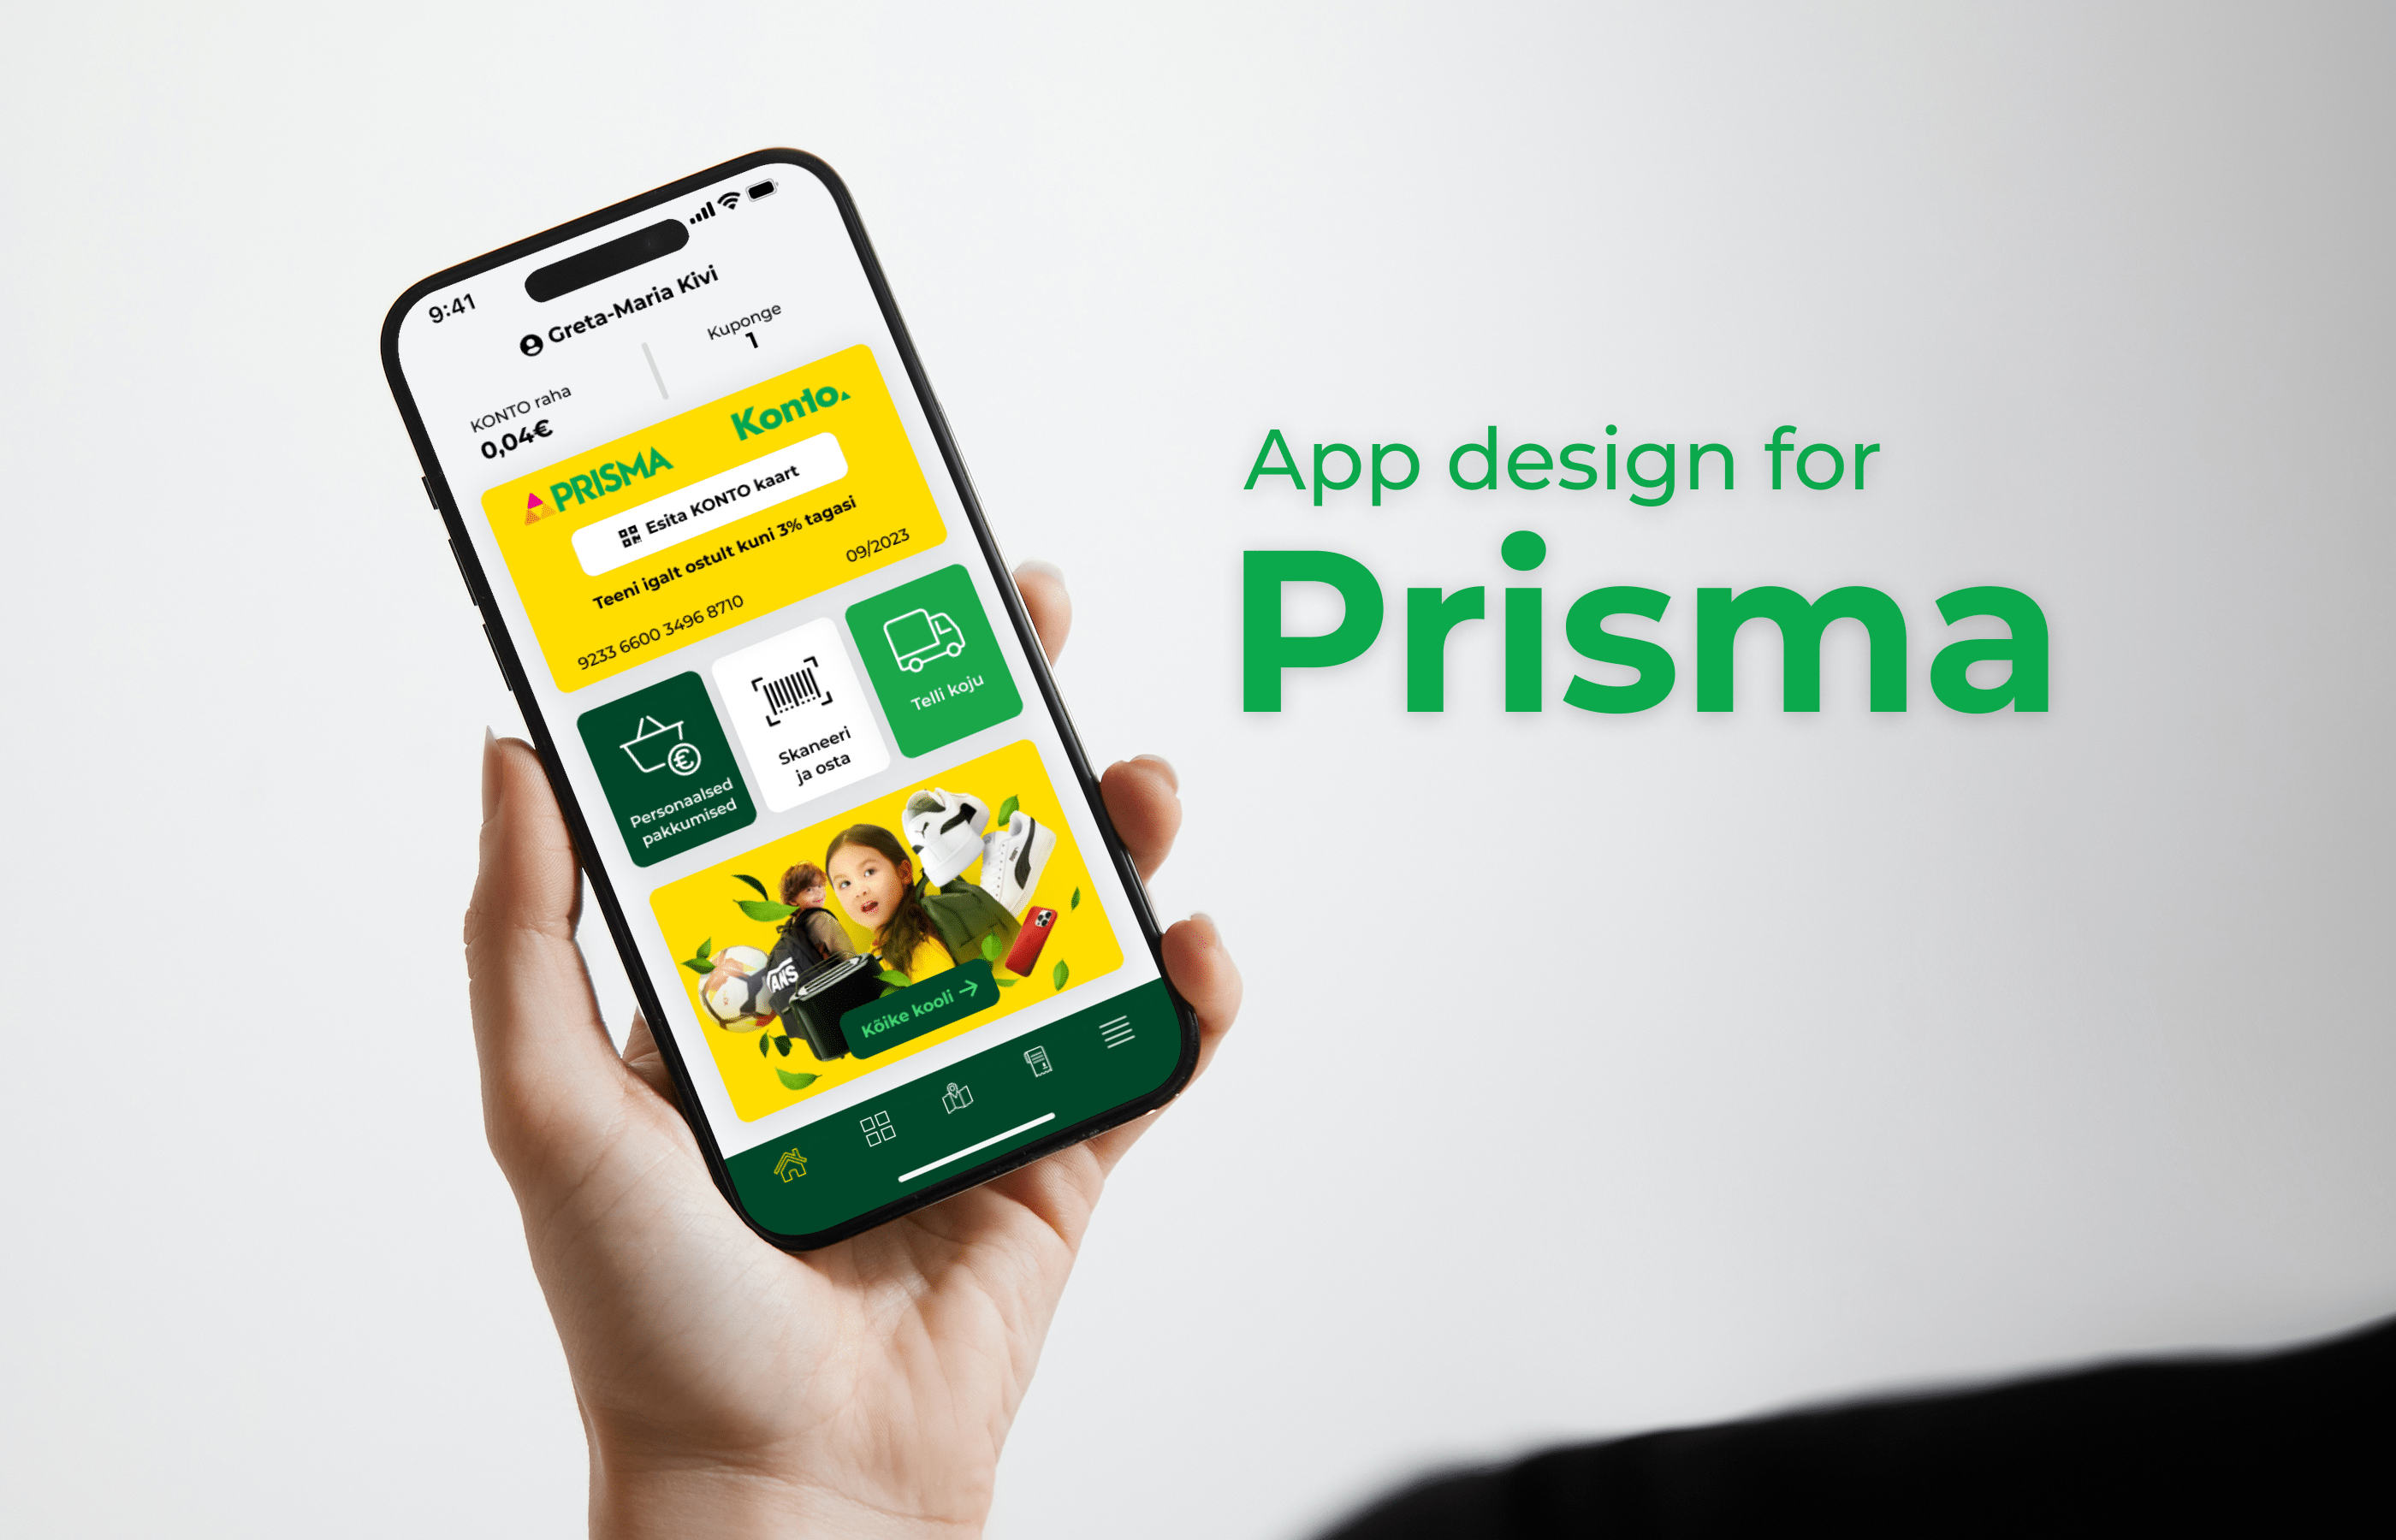 9:41
Greta-Maria Kivi
KONTO raha
0,04€
Kuponge
1
PRISMA
Konto
Esita KONTO kaart
Teeni igalt ostult kuni 3% tagasi
9233 6600 3496 8710
09/2023
Personaalsed
pakkumised
Skaneeri
ja osta
Telli koju
VANS
Kõike kooli
App design for
Prisma